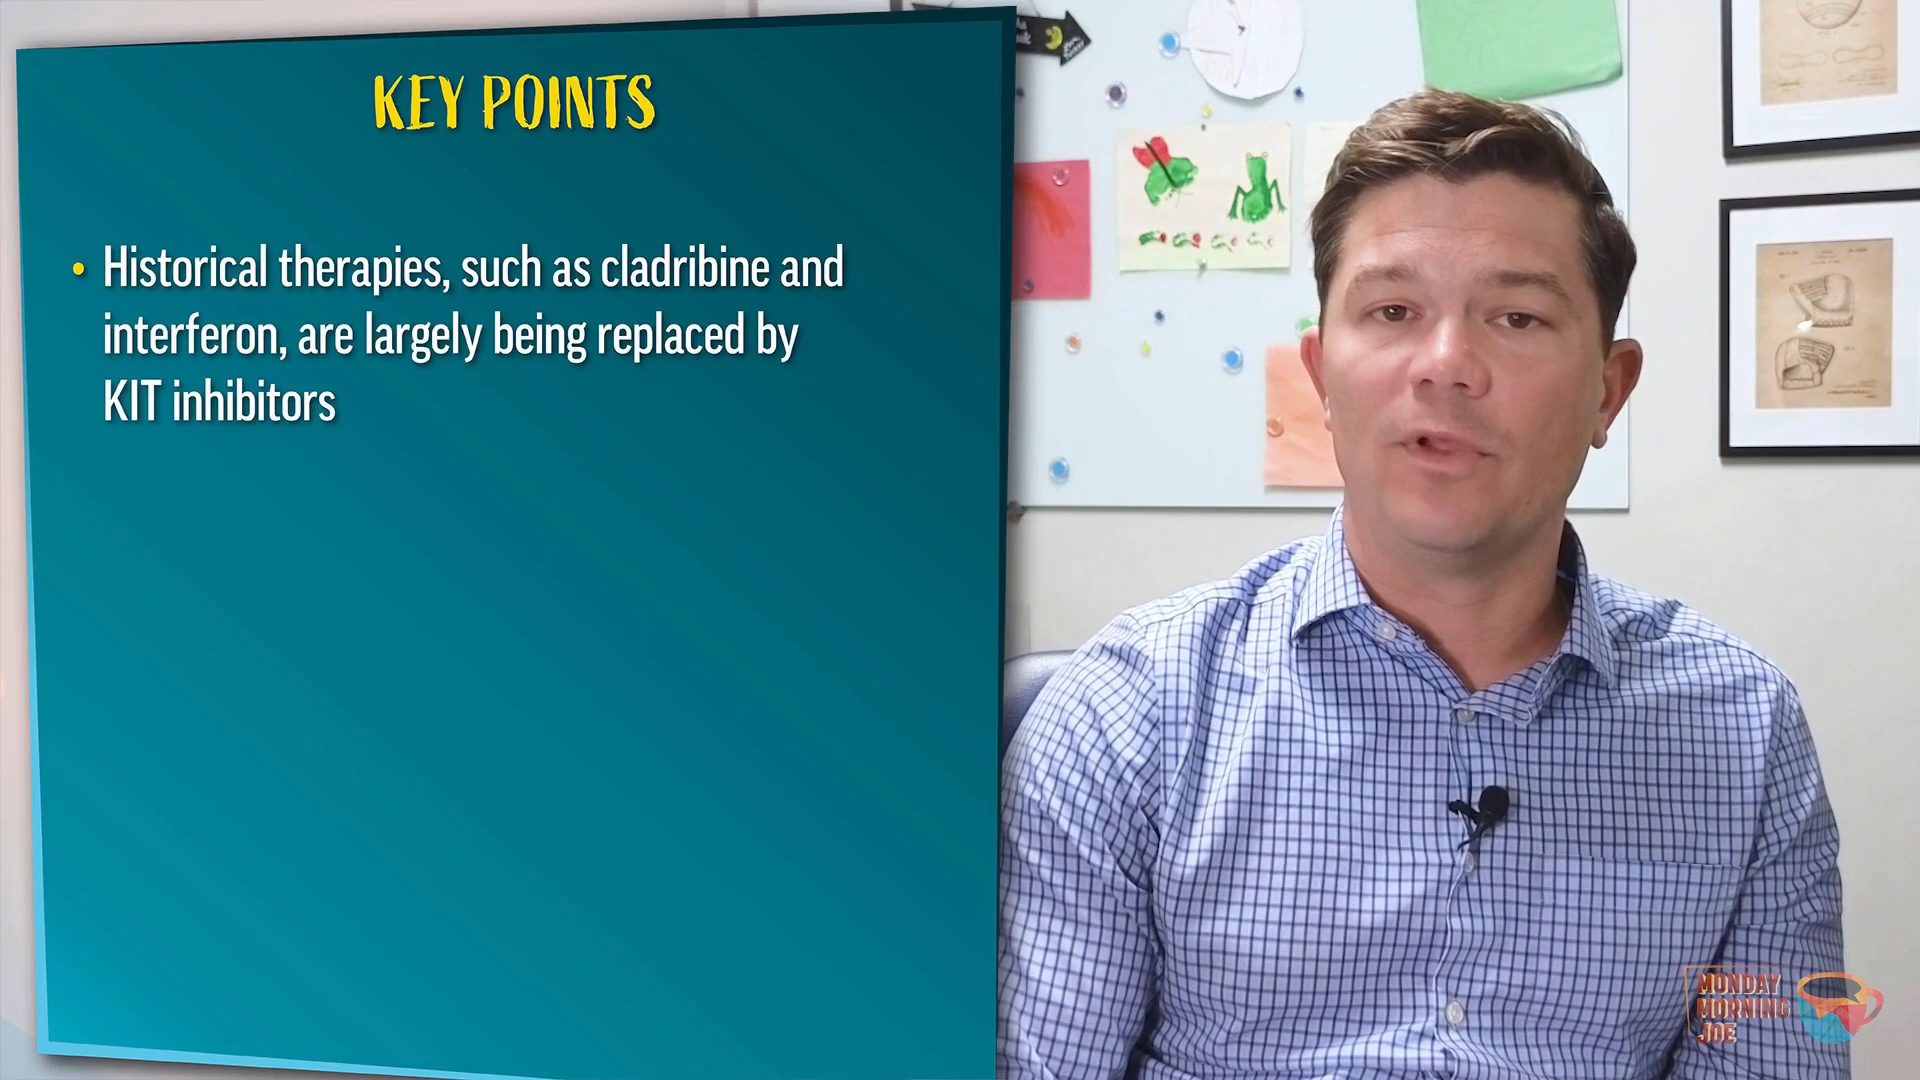 KEY POINTS
• Historical therapies, such as cladribine and
interferon, are largely being replaced by
KIT inhibitors
MONDAY
MORNING
JOE